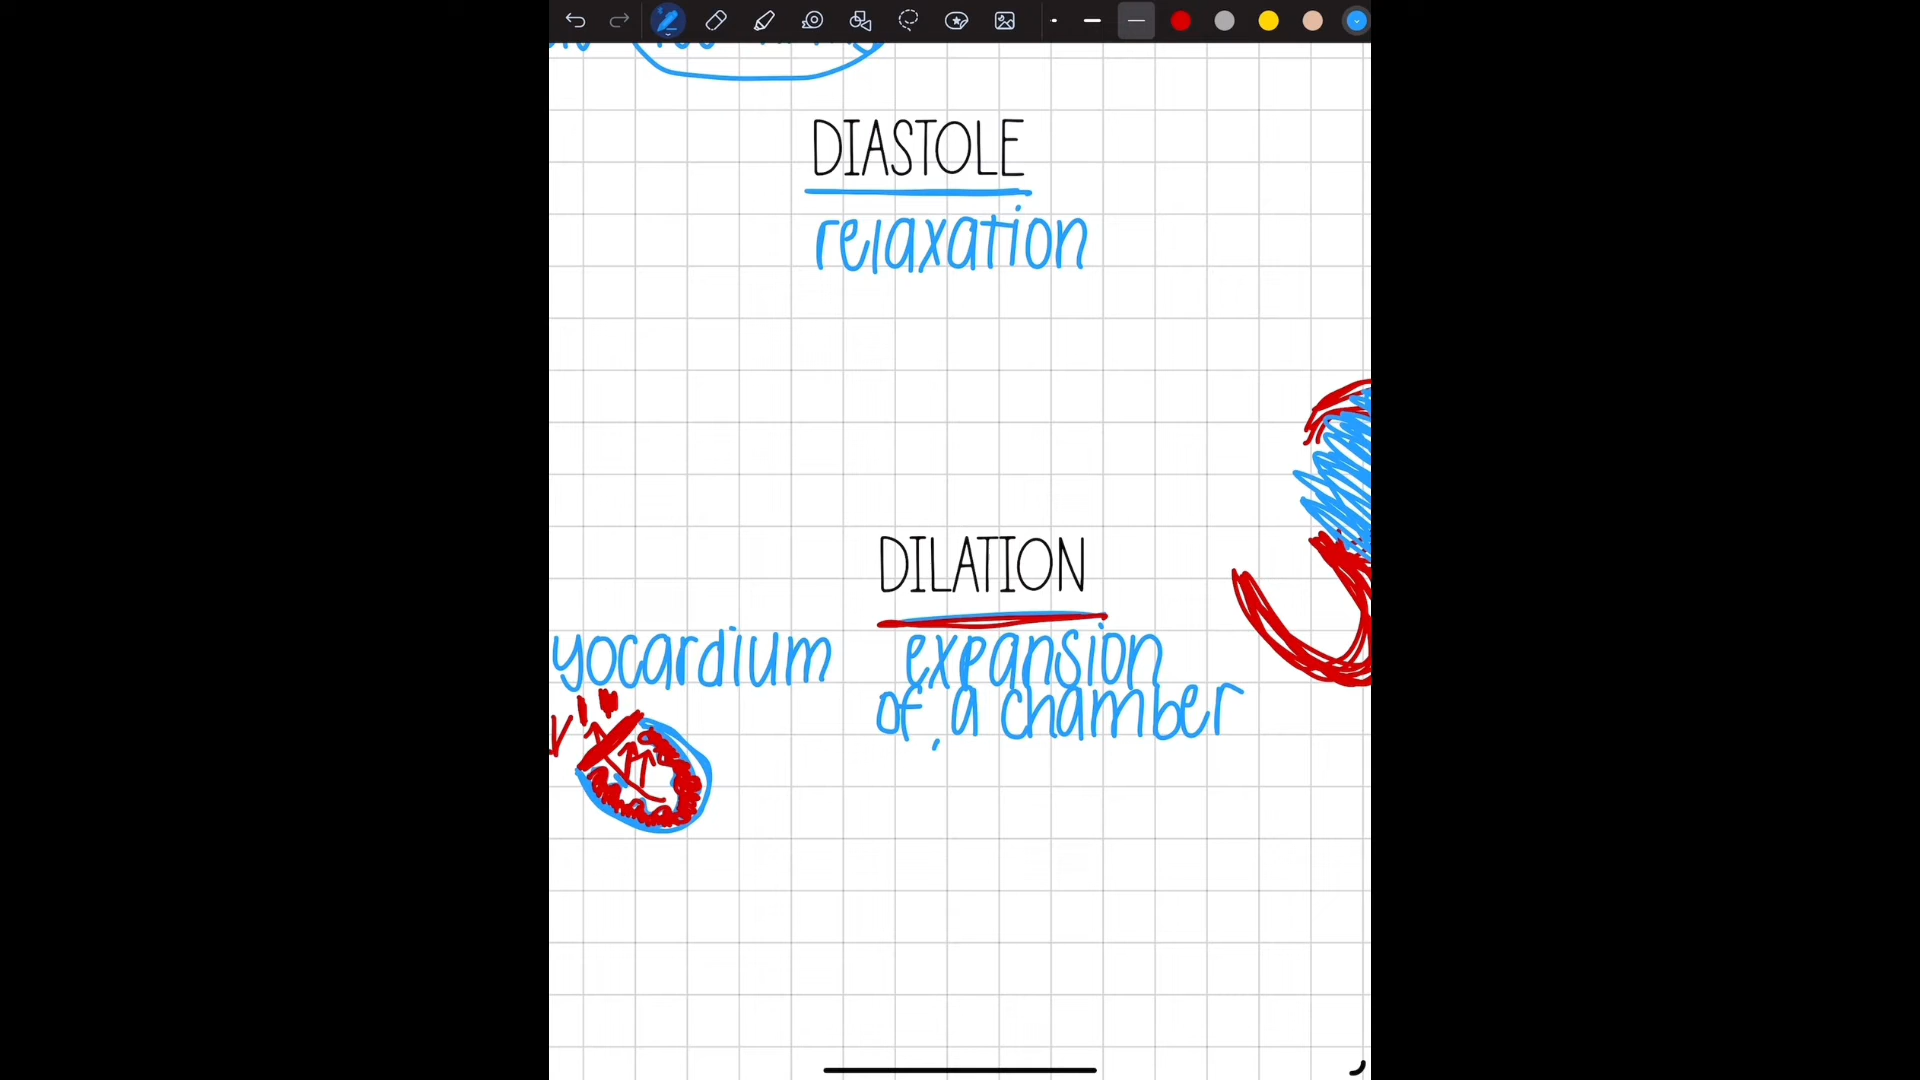 DIASTOLE
relaxation
DILATION
yocardium expansion
of a chamber